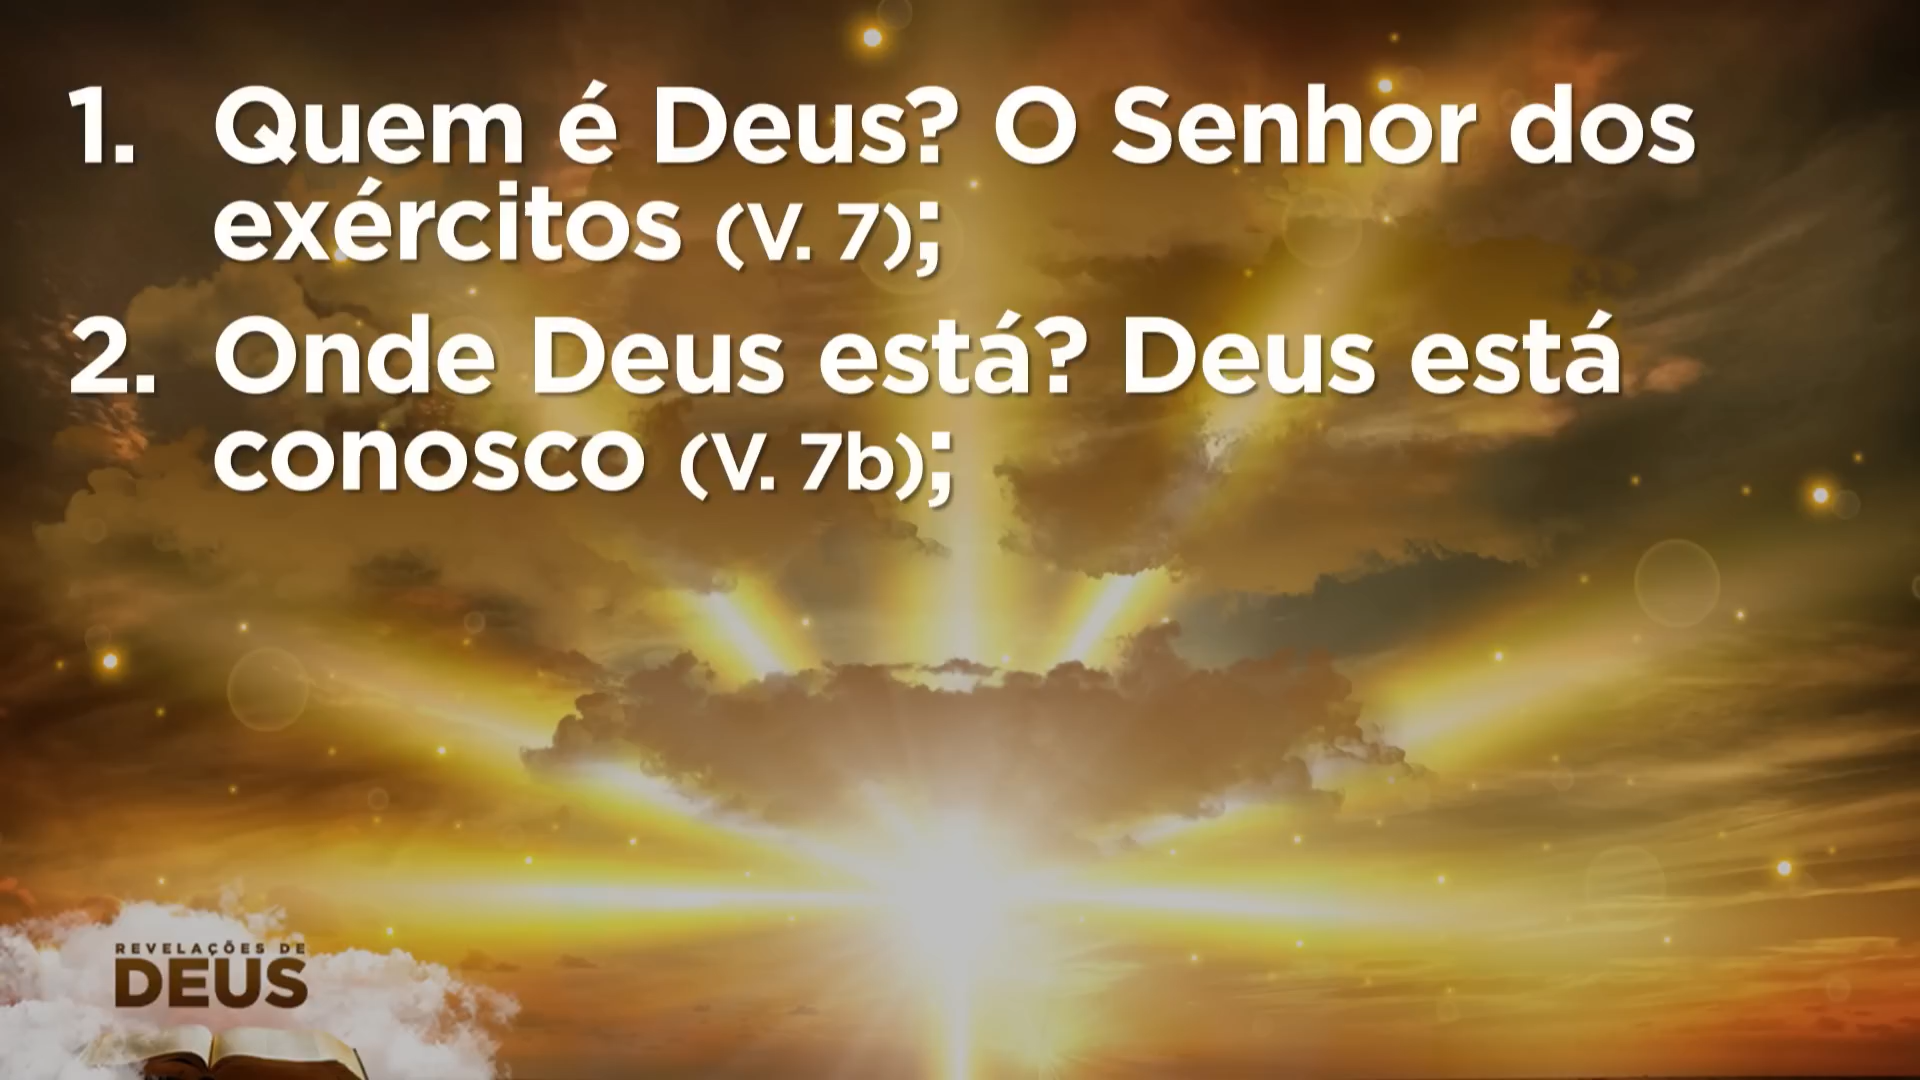 1. Quem é Deus? O Senhor dos
exércitos (V. 7);
2. Onde Deus está? Deus está
conosco (V. 7b);
REVELAÇÕES DE
DEUS